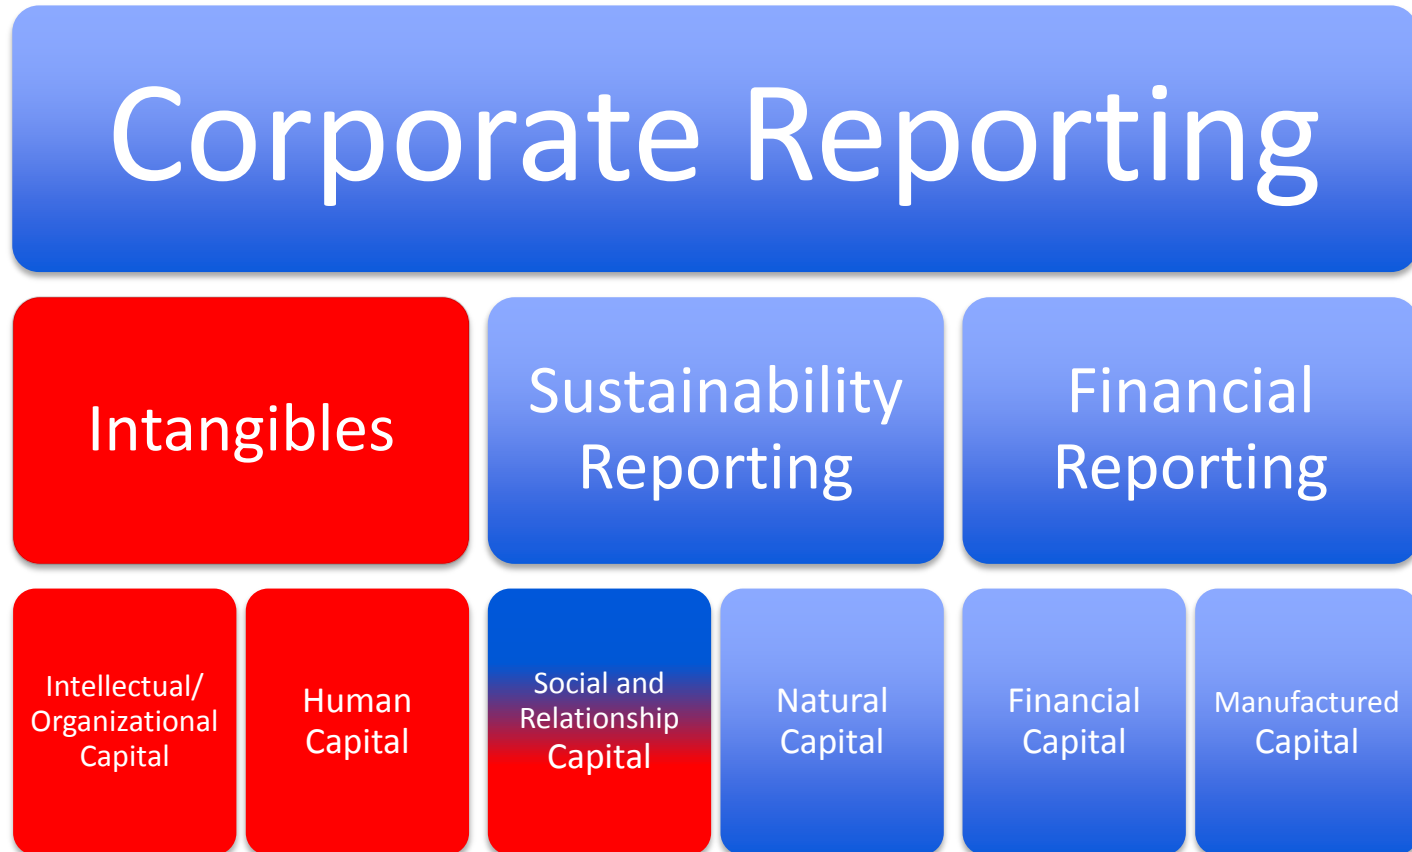 Corporate Reporting
Intangibles
Sustainability
Reporting
Financial
Reporting
Intellectual/
Organizational
Capital
Human
Capital
Social and
Relationship
Capital
Natural
Capital
Financial
Capital
Manufactured
Capital